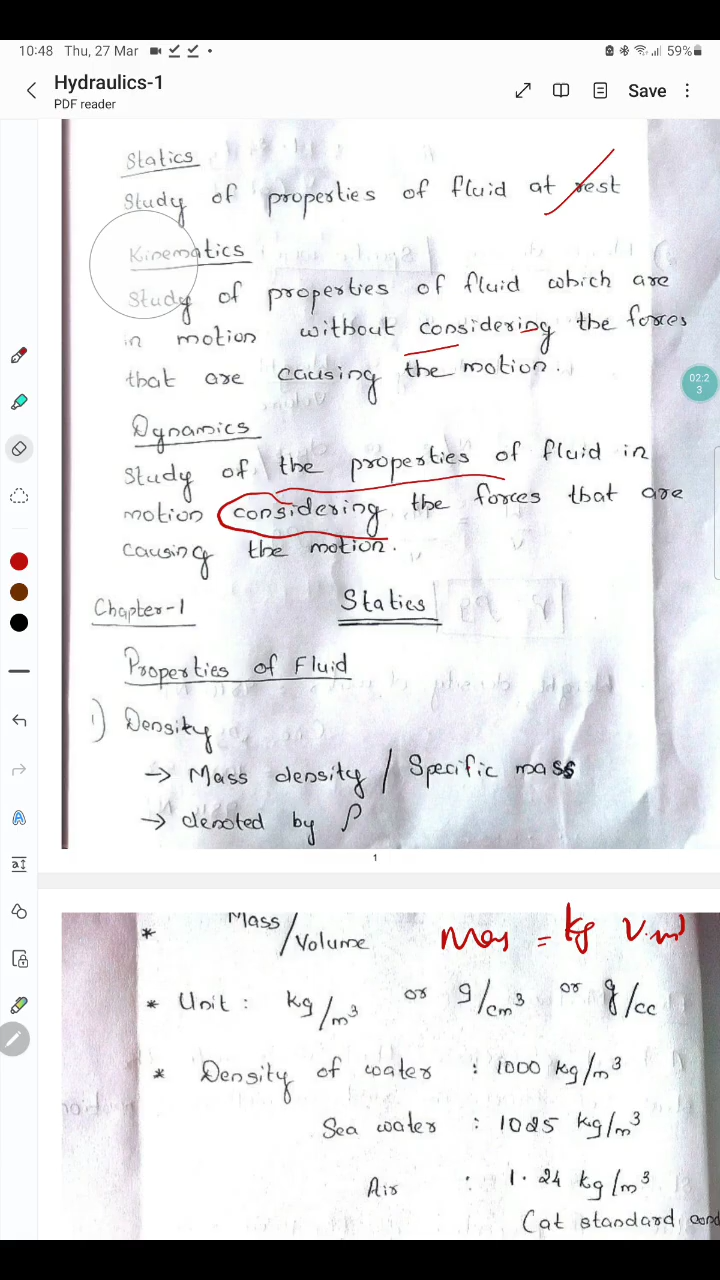 10:48 Thu, 27 Mar
59%
Hydraulics-1
PDF reader
Save
Statics
Study of properties of fluid at rest
Kinematics
Study of properties of fluid which are
in motion without considering the forces
that are causing the motion.
Dynamics
Study of the properties of fluid in
motion considering the forces that are
causing the motion.
Chapter-1 Statics
Properties of Fluid
1) Density
→ Mass density / Specific mass
→ denoted by ρ
1
02:23
* Mass/Volume = kg
* Unit : kg/m³ or g/cm³ or g/cc
* Density of water : 1000 kg/m³
Sea water : 1025 kg/m³
Air : 1.24 kg/m³
(at standard